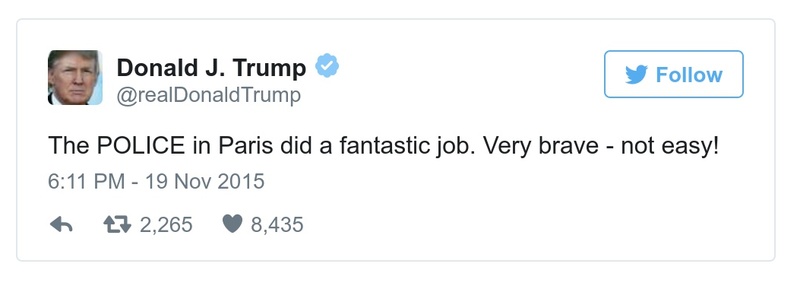 Donald J. Trump
@realDonaldTrump
Follow
The POLICE in Paris did a fantastic job. Very brave - not easy!
6:11 PM - 19 Nov 2015
2,265 8,435